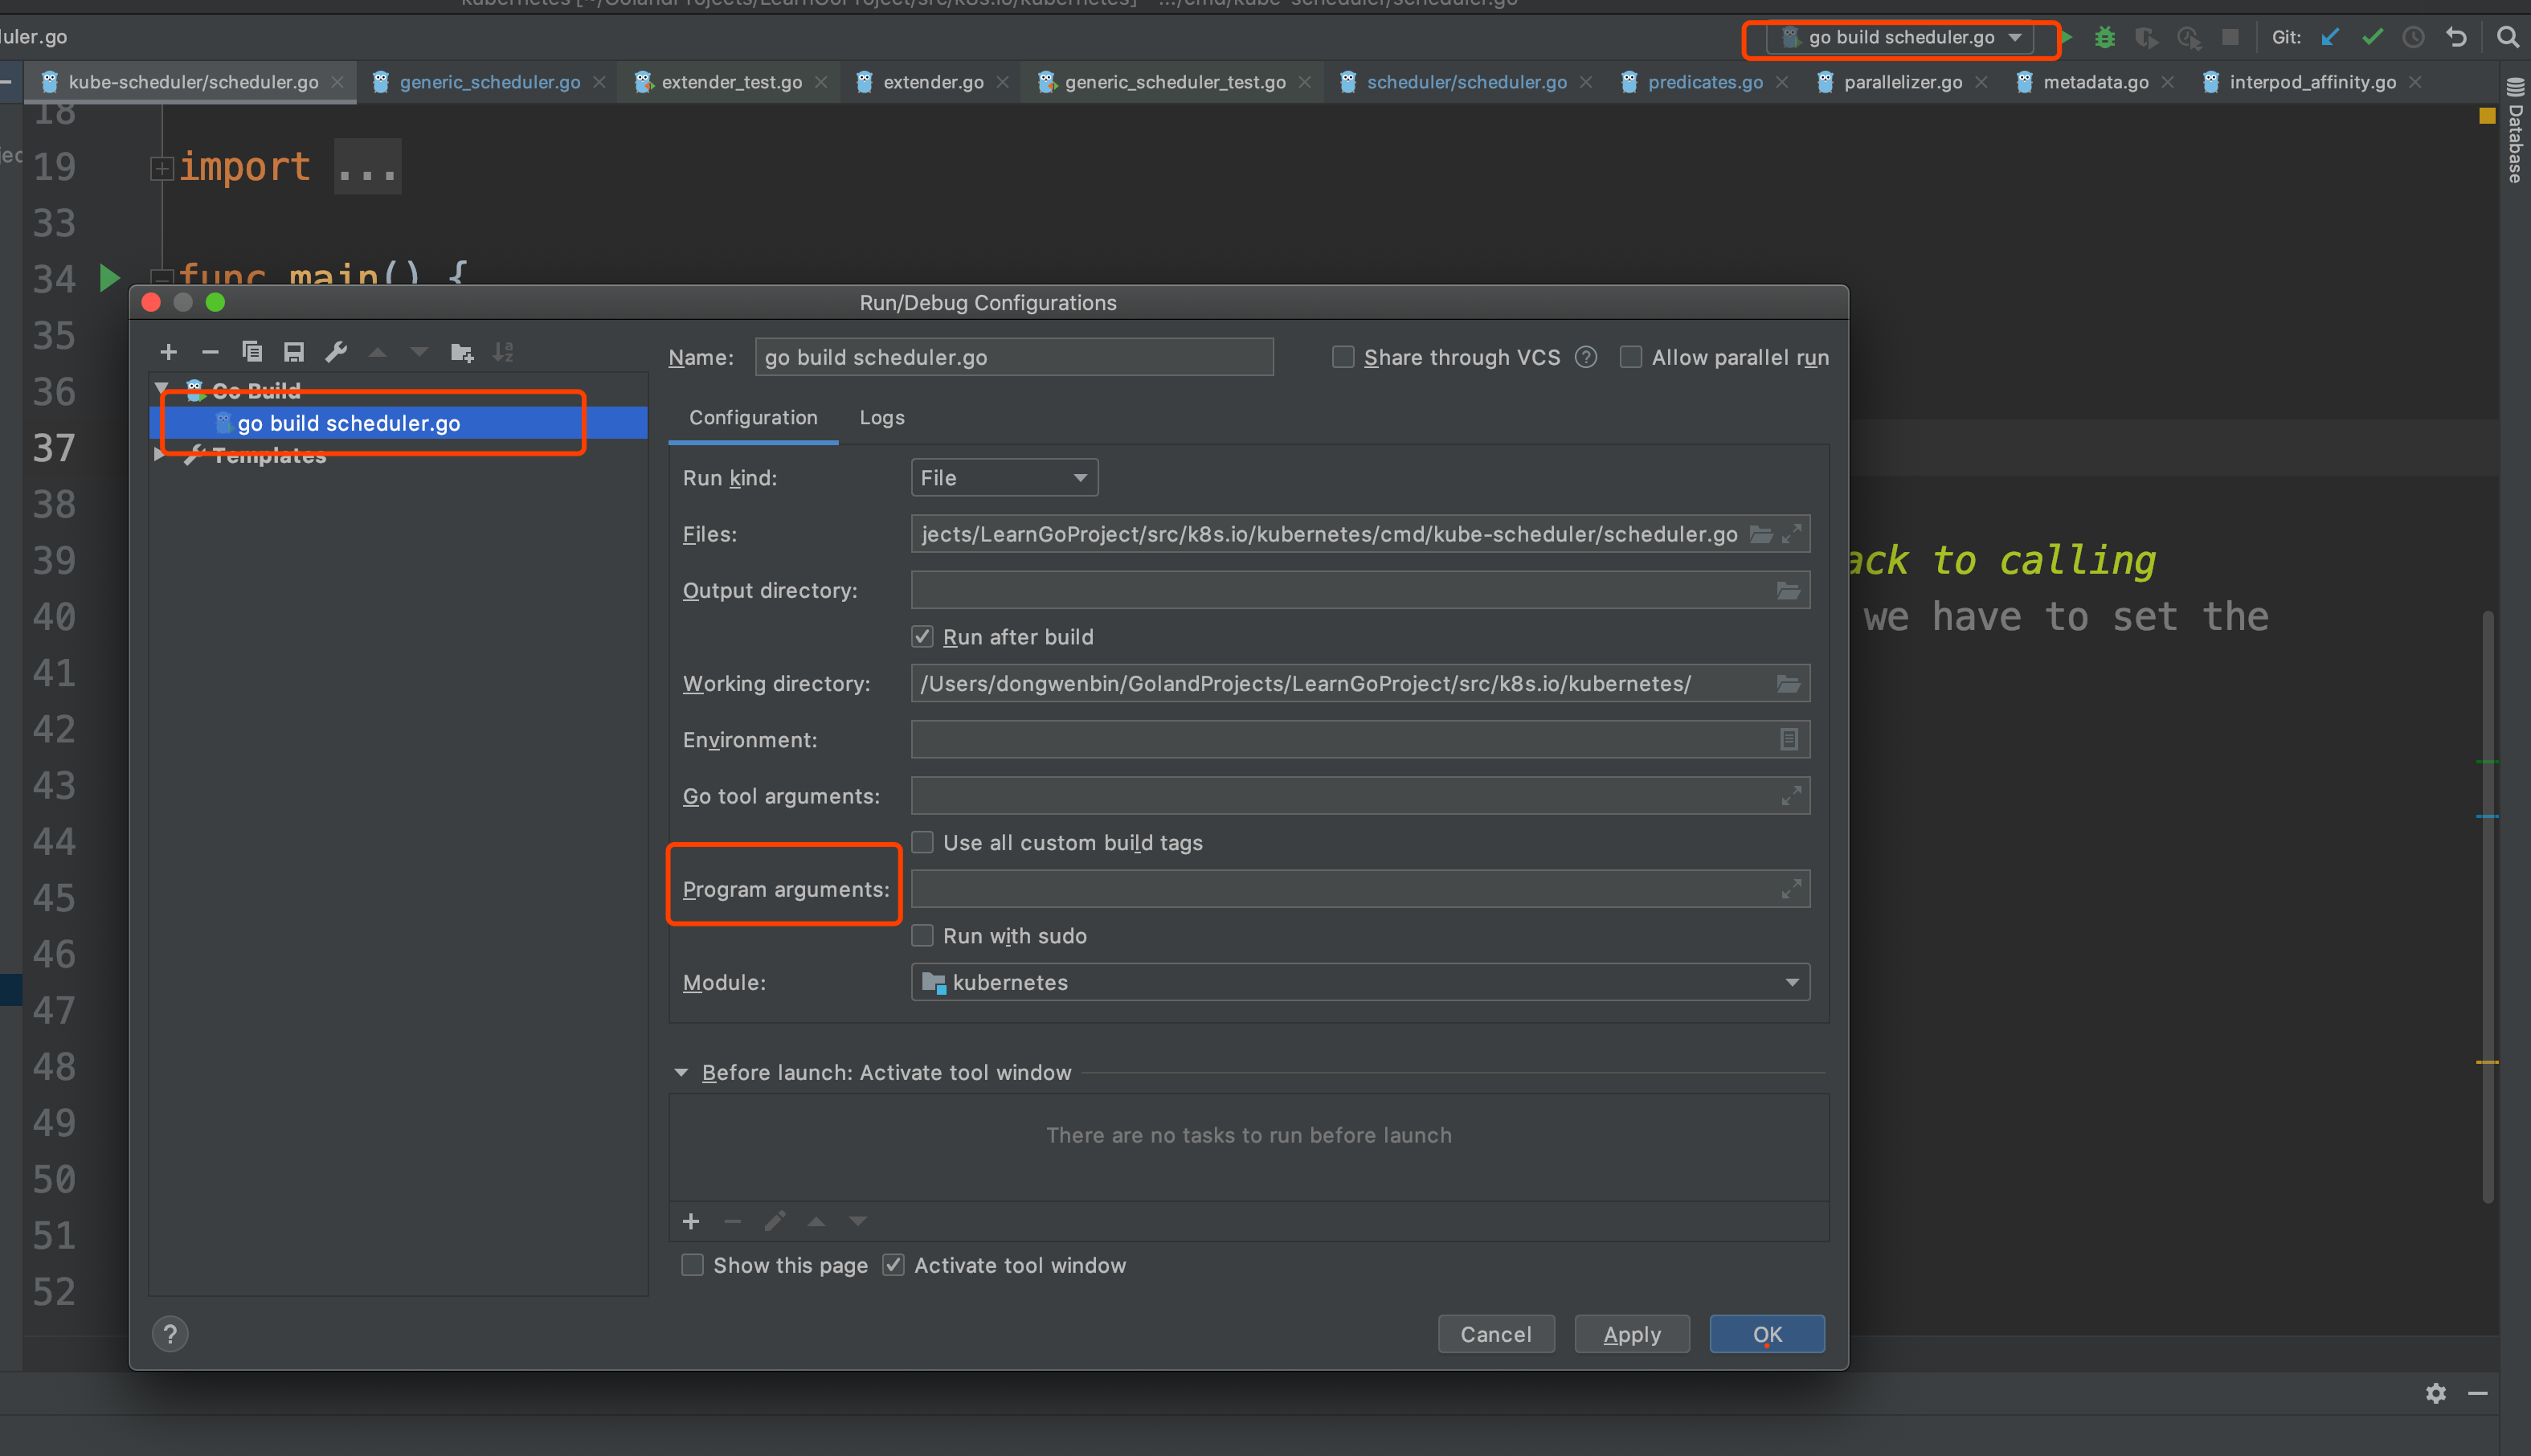 kubernetes [~/GolandProjects/LearnGoProject/src/k8s.io/kubernetes] - .../cmd/kube-scheduler/scheduler.go
uler.go
go build scheduler.go
Git:
kube-scheduler/scheduler.go
generic_scheduler.go
extender_test.go
extender.go
generic_scheduler_test.go
scheduler/scheduler.go
predicates.go
parallelizer.go
metadata.go
interpod_affinity.go
Database
18
19 import ...
33
34 func main() {
35
36
37
38
39 ack to calling
40 we have to set the
41
42
43
44
45
46
47
48
49
50
51
52
Run/Debug Configurations
Go Build
go build scheduler.go
Templates
Name: go build scheduler.go
Share through VCS ?
Allow parallel run
Configuration
Logs
Run kind: File
Files: jects/LearnGoProject/src/k8s.io/kubernetes/cmd/kube-scheduler/scheduler.go
Output directory:
Run after build
Working directory: /Users/dongwenbin/GolandProjects/LearnGoProject/src/k8s.io/kubernetes/
Environment:
Go tool arguments:
Use all custom build tags
Program arguments:
Run with sudo
Module: kubernetes
Before launch: Activate tool window
There are no tasks to run before launch
Show this page
Activate tool window
?
Cancel
Apply
OK